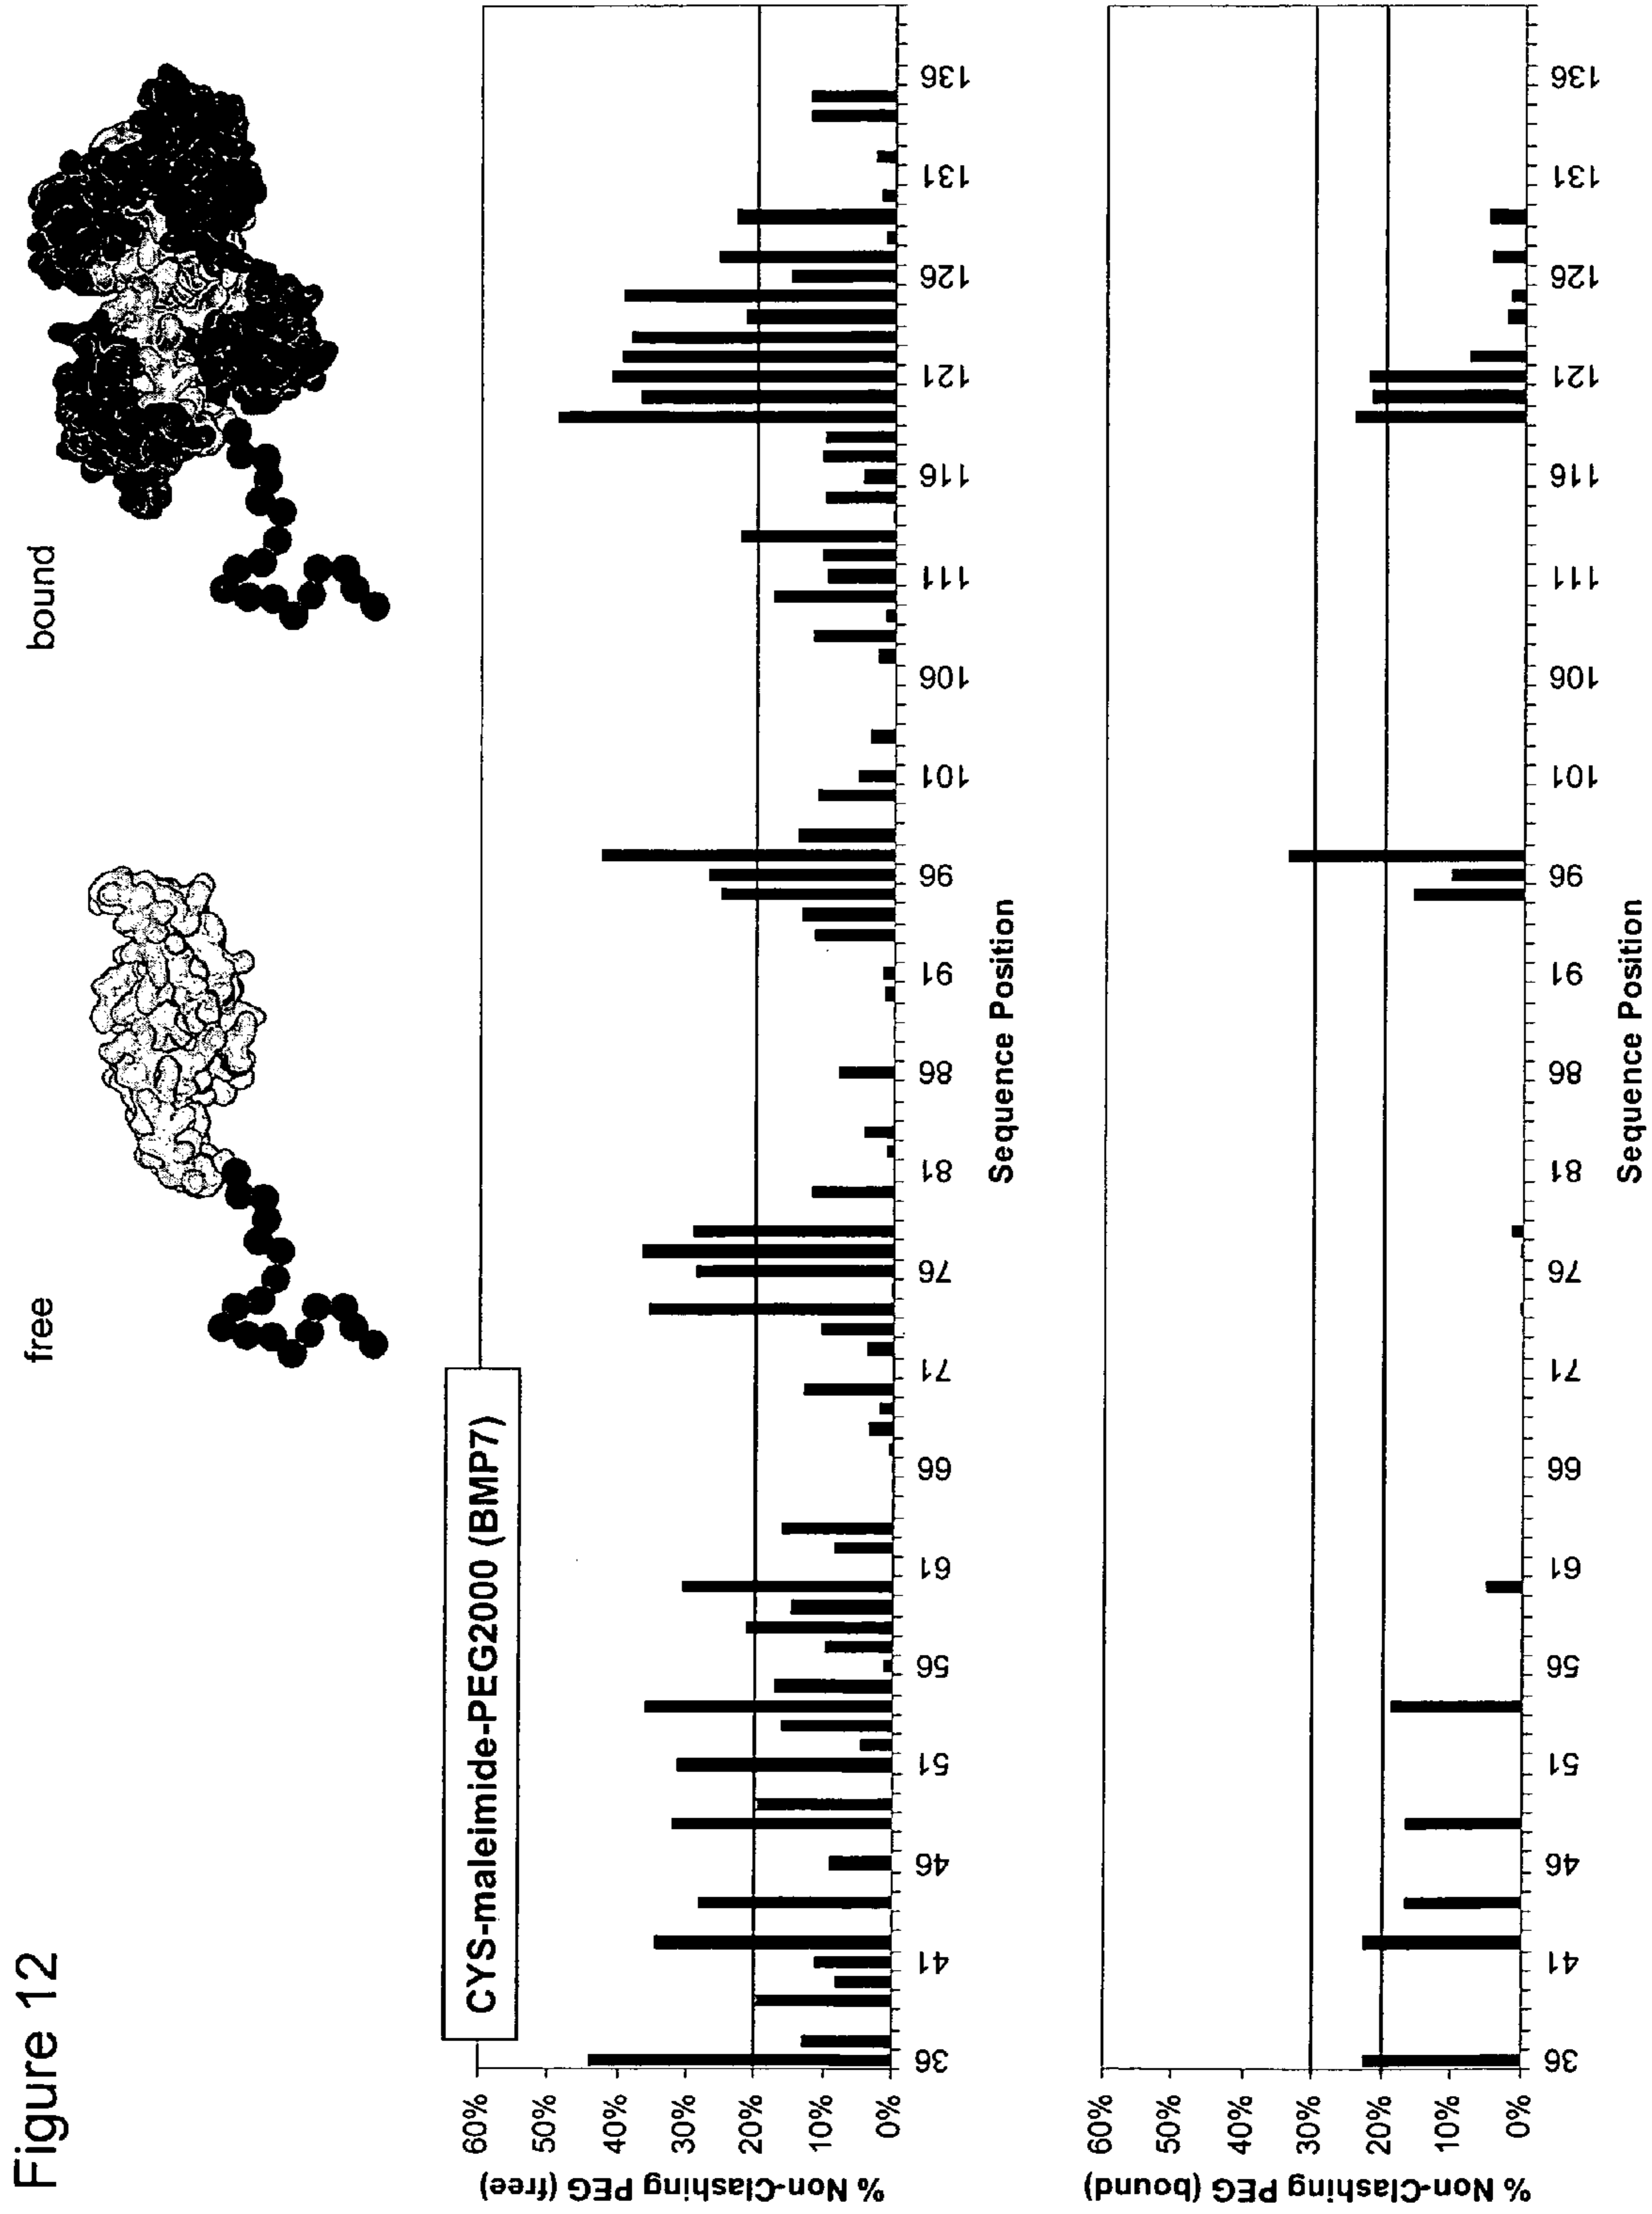 Figure 12
free
bound
CYS-maleimide-PEG2000 (BMP7)
% Non-Clashing PEG (free)
60%
50%
40%
30%
20%
10%
0%
36 41 46 51 56 61 66 71 76 81 86 91 96 101 106 111 116 121 126 131 136
Sequence Position
% Non-Clashing PEG (bound)
60%
50%
40%
30%
20%
10%
0%
36 41 46 51 56 61 66 71 76 81 86 91 96 101 106 111 116 121 126 131 136
Sequence Position